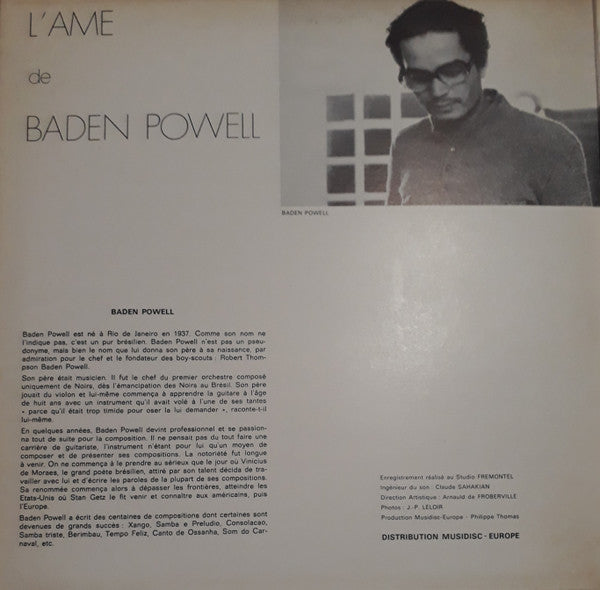 L'AME
de
BADEN POWELL
BADEN POWELL
BADEN POWELL
Baden Powell est né à Rio de Janeiro en 1937. Comme son nom ne
l'indique pas, c'est un pur brésilien. Baden Powell n'est pas un pseu-
donyme, mais bien le nom que lui donna son père à sa naissance, par
admiration pour le chef et le fondateur des boy-scouts : Robert Thom-
pson Baden Powell.
Son père était musicien. Il fut le chef du premier orchestre composé
uniquement de Noirs, dès l'émancipation des Noirs au Brésil. Son père
jouait du violon et lui-même commença à apprendre la guitare à l'âge
de huit ans avec un instrument qu'il avait volé à l'une de ses tantes
« parce qu'il était trop timide pour oser la lui demander », raconte-t-il
lui-même.
En quelques années, Baden Powell devint professionnel et se passion-
na tout de suite pour la composition. Il ne pensait pas du tout faire une
carrière de guitariste, l'instrument n'étant pour lui qu'un moyen de
composer et de présenter ses compositions. La notoriété fut longue
à venir. On ne commença à le prendre au sérieux que le jour où Vinicius
de Moraes, le grand poète brésilien, attiré par son talent décida de tra-
vailler avec lui et d'écrire les paroles de la plupart de ses compositions.
Sa renommée commença alors à dépasser les frontières, atteindre les
Etats-Unis où Stan Getz le fit venir et connaître aux américains, puis
l'Europe.
Baden Powell a écrit des centaines de compositions dont certaines sont
devenues de grands succès : Xango, Samba e Preludio, Consolacao,
Samba triste, Berimbau, Tempo Feliz, Canto de Ossanha, Som do Car-
naval, etc.
Enregistrement réalisé au Studio FREMONTEL
Ingénieur du son : Claude SAHAKIAN
Direction Artistique : Arnauld de FROBERVILLE
Photos : J.-P. LELOIR
Production Musidisc-Europe - Philippe Thomas
DISTRIBUTION MUSIDISC - EUROPE